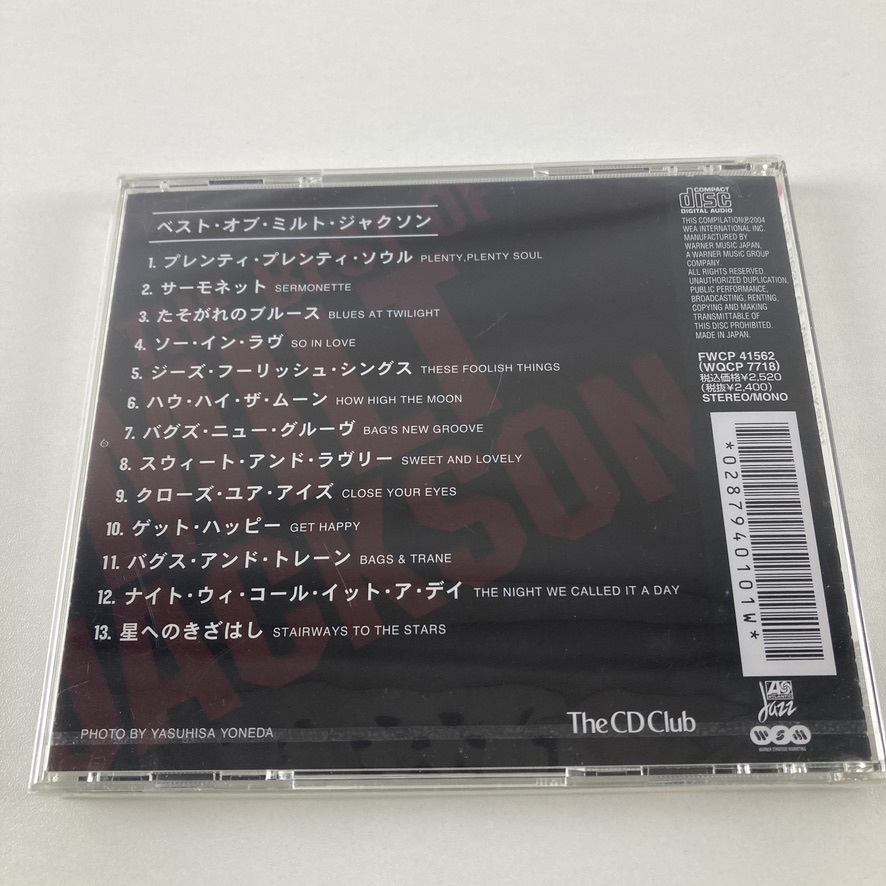 THE BEST OF
MILT
JACKSON
ベスト・オブ・ミルト・ジャクソン
1. プレンティ・プレンティ・ソウル PLENTY,PLENTY SOUL
2. サーモネット SERMONETTE
3. たそがれのブルース BLUES AT TWILIGHT
4. ソー・イン・ラヴ SO IN LOVE
5. ジーズ・フーリッシュ・シングス THESE FOOLISH THINGS
6. ハウ・ハイ・ザ・ムーン HOW HIGH THE MOON
7. バグズ・ニュー・グルーヴ BAG'S NEW GROOVE
8. スウィート・アンド・ラヴリー SWEET AND LOVELY
9. クローズ・ユア・アイズ CLOSE YOUR EYES
10. ゲット・ハッピー GET HAPPY
11. バグス・アンド・トレーン BAGS & TRANE
12. ナイト・ウィ・コール・イット・ア・デイ THE NIGHT WE CALLED IT A DAY
13. 星へのきざはし STAIRWAYS TO THE STARS
PHOTO BY YASUHISA YONEDA
The CD Club
COMPACT
disc
DIGITAL AUDIO
THIS COMPILATION℗2004
WEA INTERNATIONAL INC.
MANUFACTURED BY
WARNER MUSIC JAPAN,
A WARNER MUSIC GROUP
COMPANY.
ALL RIGHTS RESERVED.
UNAUTHORIZED DUPLICATION,
PUBLIC PERFORMANCE,
BROADCASTING, RENTING,
COPYING AND MAKING
TRANSMITTABLE OF
THIS DISC PROHIBITED.
MADE IN JAPAN.
FWCP 41562
(WQCP 7718)
税込価格¥2,520
(税抜¥2,400)
STEREO/MONO
*0287940101W*
ATLANTIC
Jazz
WSM
WARNER STRATEGIC MARKETING